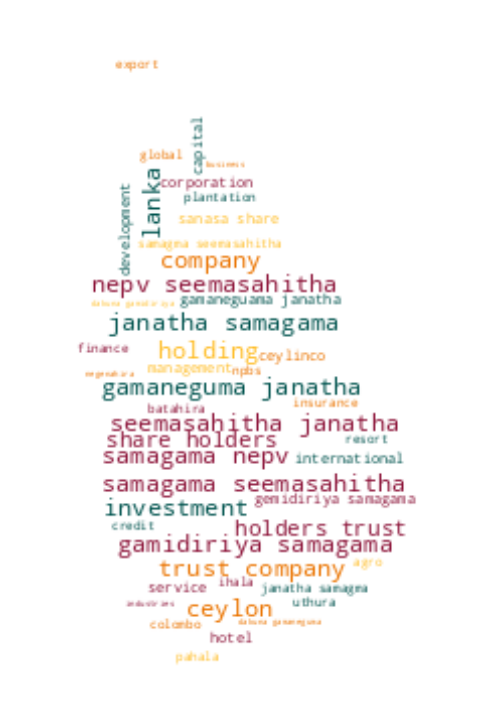 export
capital
global
business
lanka
corporation
development
plantation
sanasa share
samagma seemasahitha
company
nepv seemasahitha
gamaneguama janatha
dakuna gamidiriya
janatha samagama
finance
holding
ceylinco
management
npbs
gamaneguma janatha
batahira
insurance
seemasahitha janatha
share holders
resort
samagama nepv
international
samagama seemasahitha
gemidiriya samagama
investment
credit
holders trust
gamidiriya samagama
trust company
agro
service
ihala
janatha samagma
industries
ceylon
uthura
colombo
dakuna gamaneguma
hotel
pahala